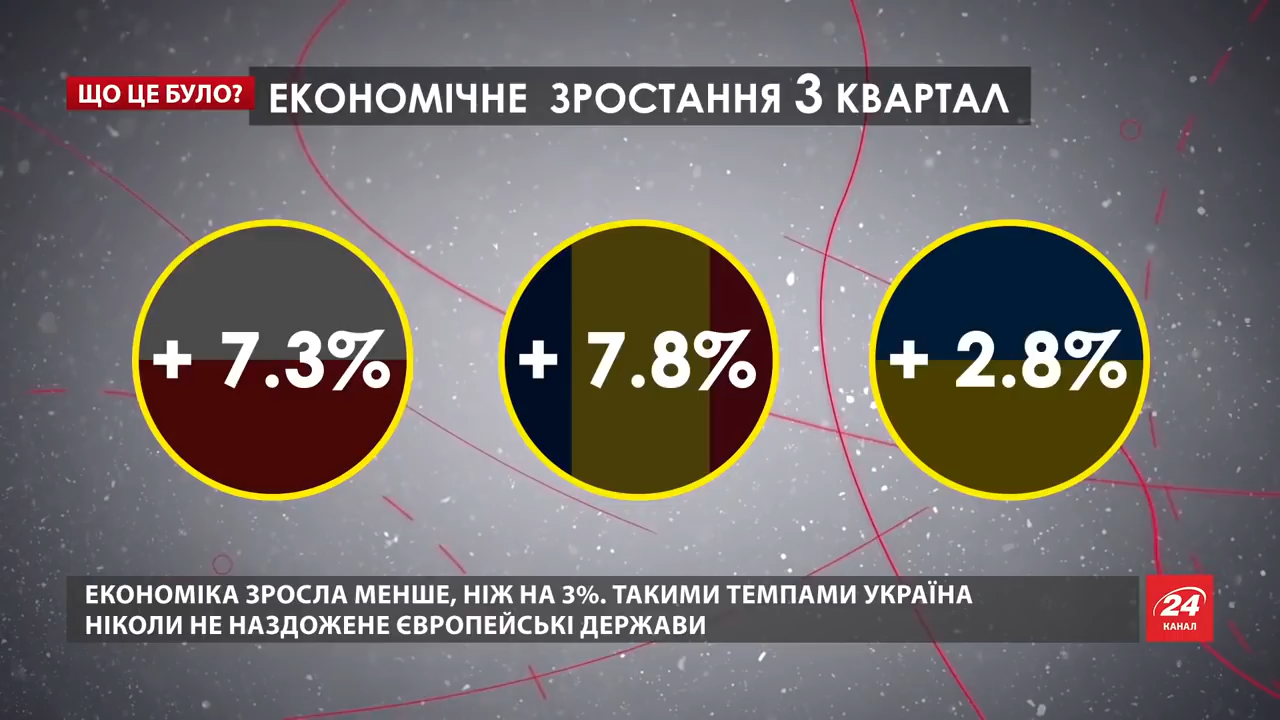 ЩО ЦЕ БУЛО?
ЕКОНОМІЧНЕ ЗРОСТАННЯ 3 КВАРТАЛ
+ 7.3%
+ 7.8%
+ 2.8%
ЕКОНОМІКА ЗРОСЛА МЕНШЕ, НІЖ НА 3%. ТАКИМИ ТЕМПАМИ УКРАЇНА
НІКОЛИ НЕ НАЗДОЖЕНЕ ЄВРОПЕЙСЬКІ ДЕРЖАВИ
24
КАНАЛ